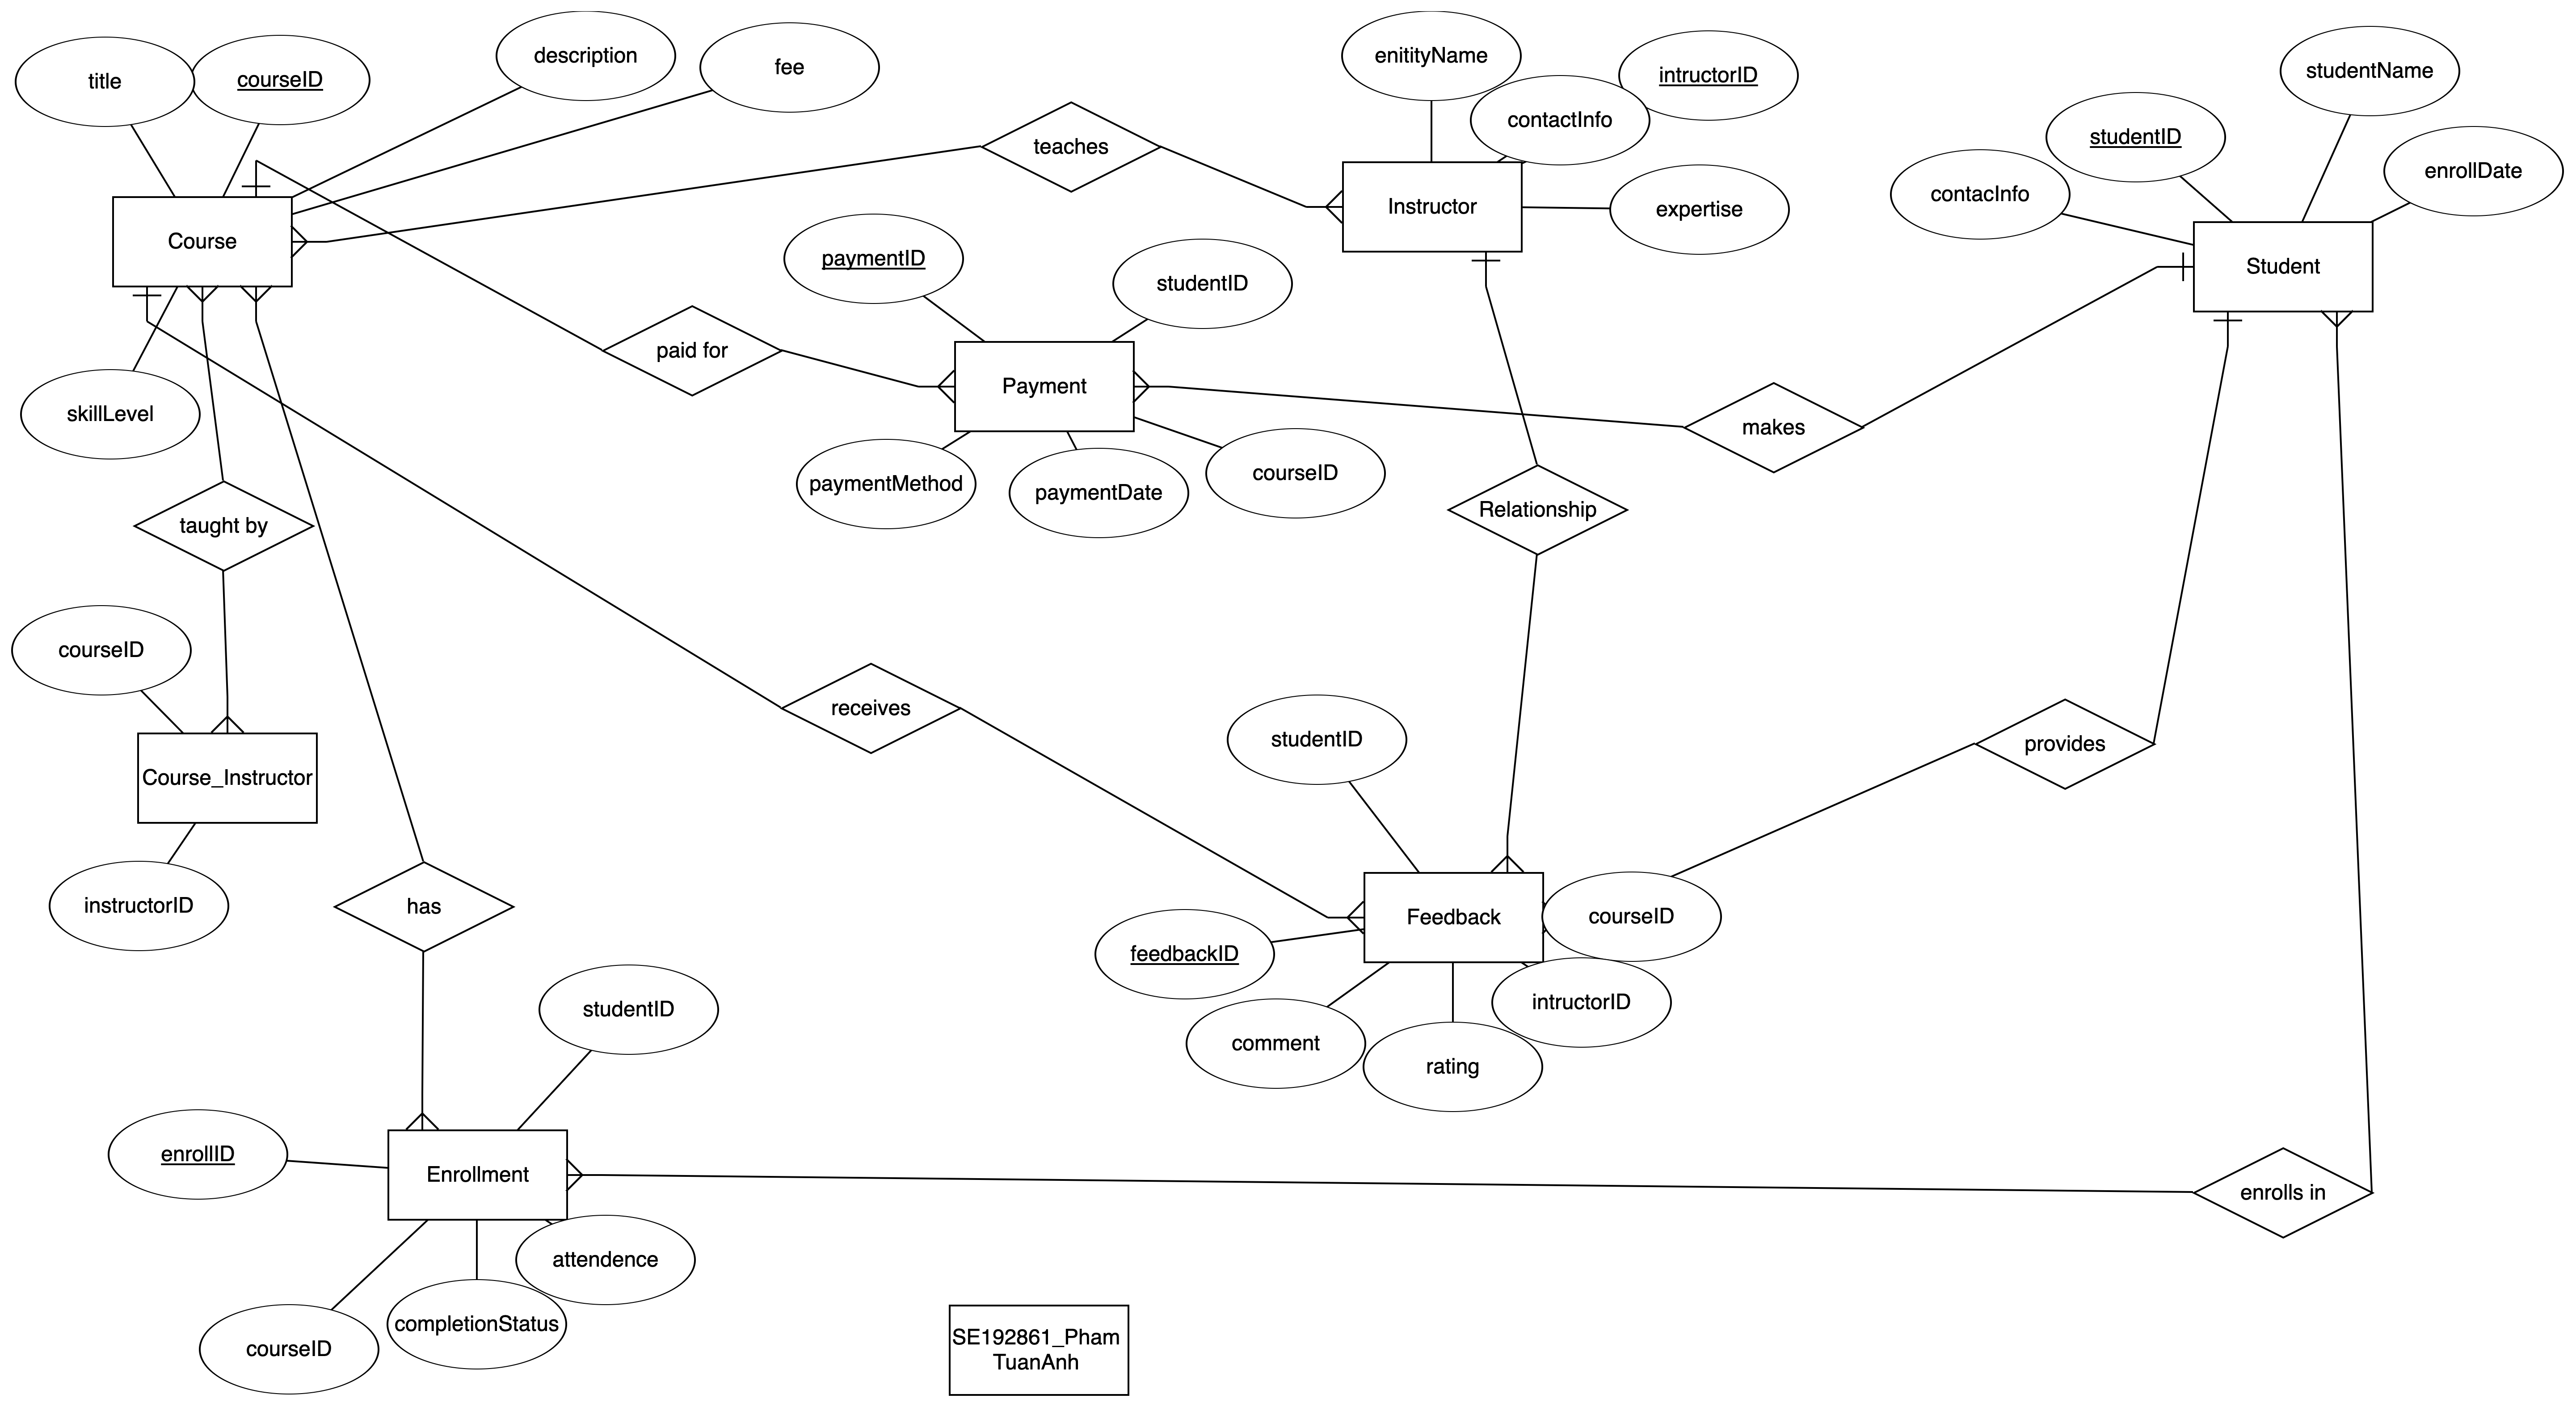 title
courseID
description
fee
enitityName
intructorID
contactInfo
studentName
studentID
enrollDate
contacInfo
teaches
Course
Instructor
expertise
Student
paymentID
studentID
paid for
Payment
skillLevel
makes
paymentMethod
paymentDate
courseID
taught by
Relationship
courseID
receives
studentID
provides
Course_Instructor
instructorID
has
Feedback
courseID
feedbackID
intructorID
comment
rating
studentID
enrollID
Enrollment
enrolls in
attendence
completionStatus
courseID
SE192861_Pham
TuanAnh